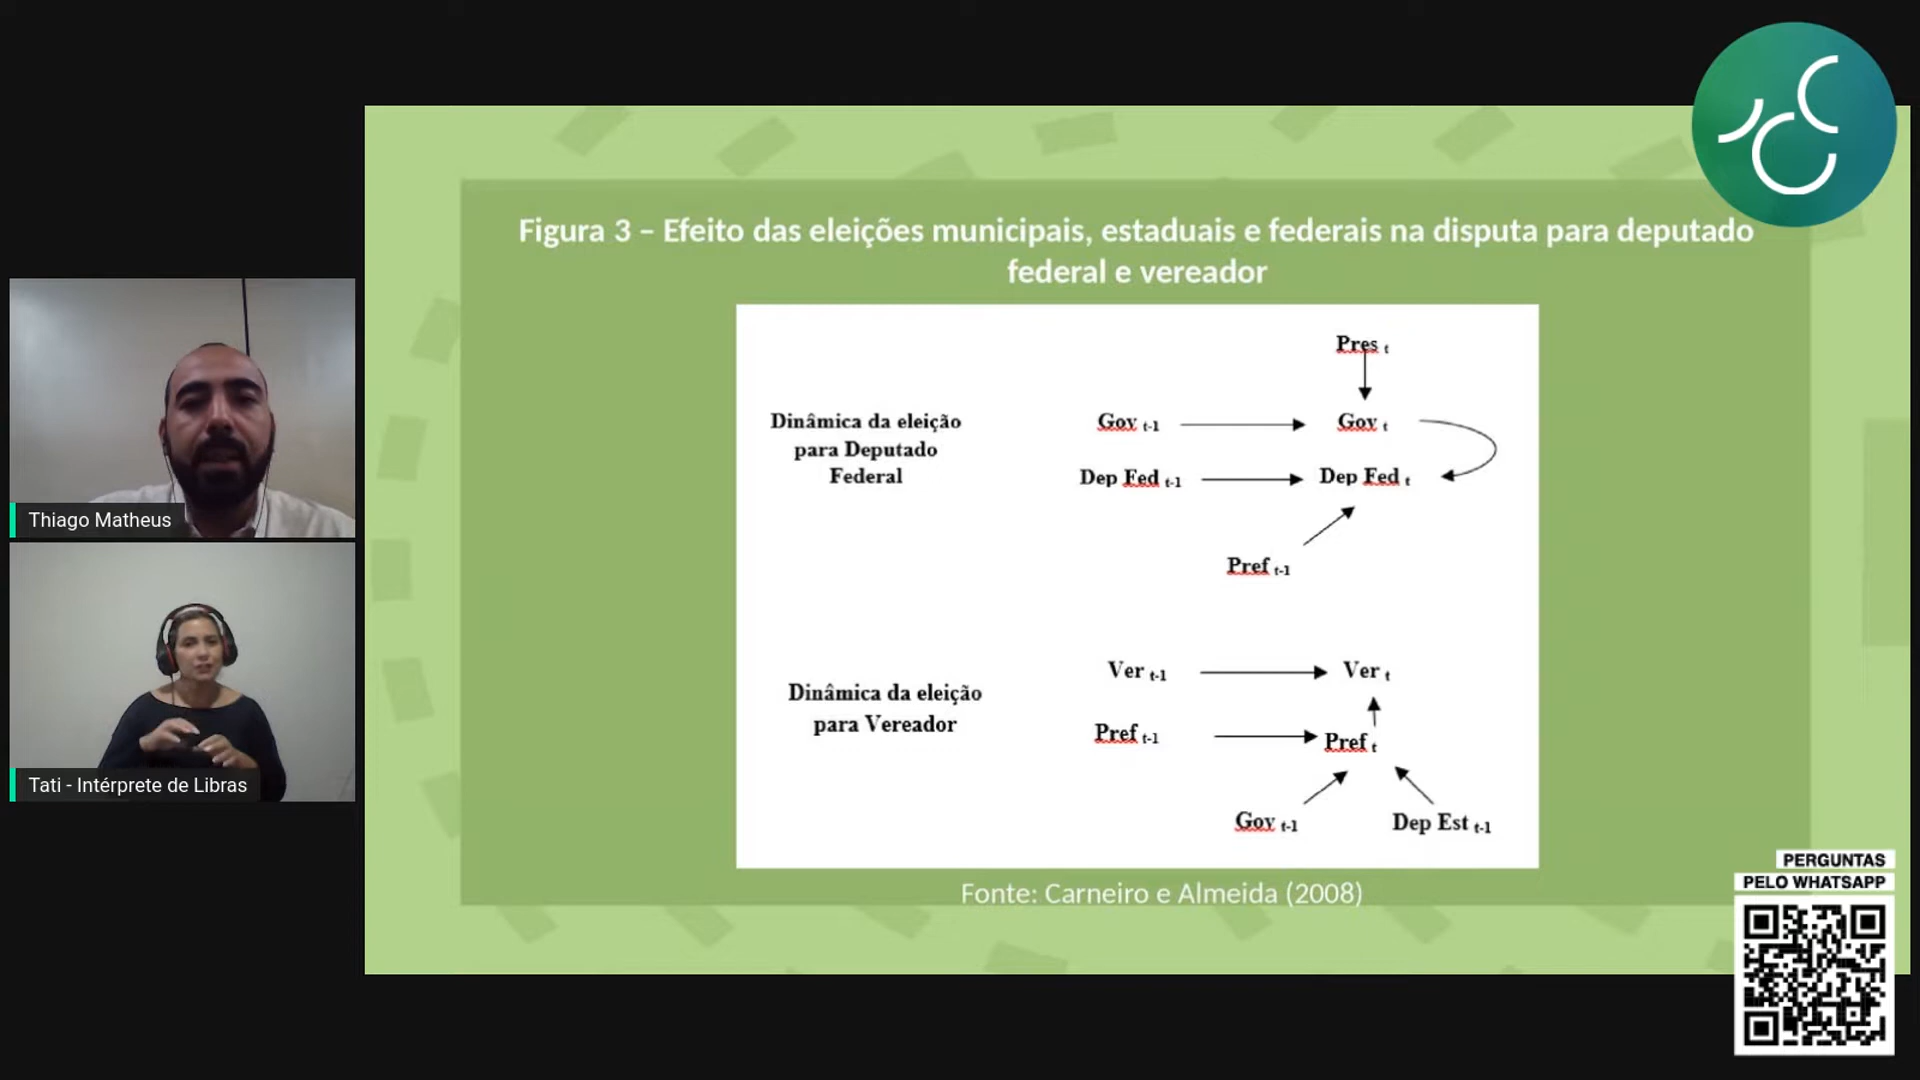 Figura 3 – Efeito das eleições municipais, estaduais e federais na disputa para deputado
federal e vereador
Pres t
Dinâmica da eleição
para Deputado
Federal
Gov t-1
Gov t
Dep Fed t-1
Dep Fed t
Pref t-1
Dinâmica da eleição
para Vereador
Ver t-1
Ver t
Pref t-1
Pref t
Gov t-1
Dep Est t-1
Fonte: Carneiro e Almeida (2008)
Thiago Matheus
Tati - Intérprete de Libras
PERGUNTAS
PELO WHATSAPP